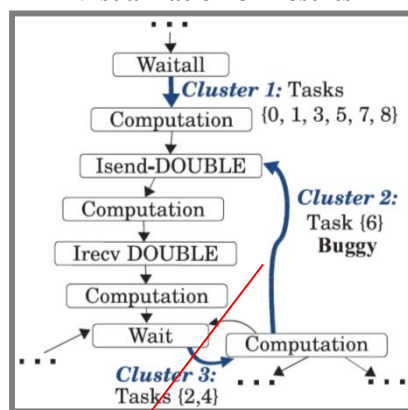 Waitall
Cluster 1: Tasks
{0, 1, 3, 5, 7, 8}
Computation
Isend-DOUBLE
Cluster 2:
Task {6}
Buggy
Computation
Irecv DOUBLE
Computation
Wait
Computation
Cluster 3:
Tasks {2,4}